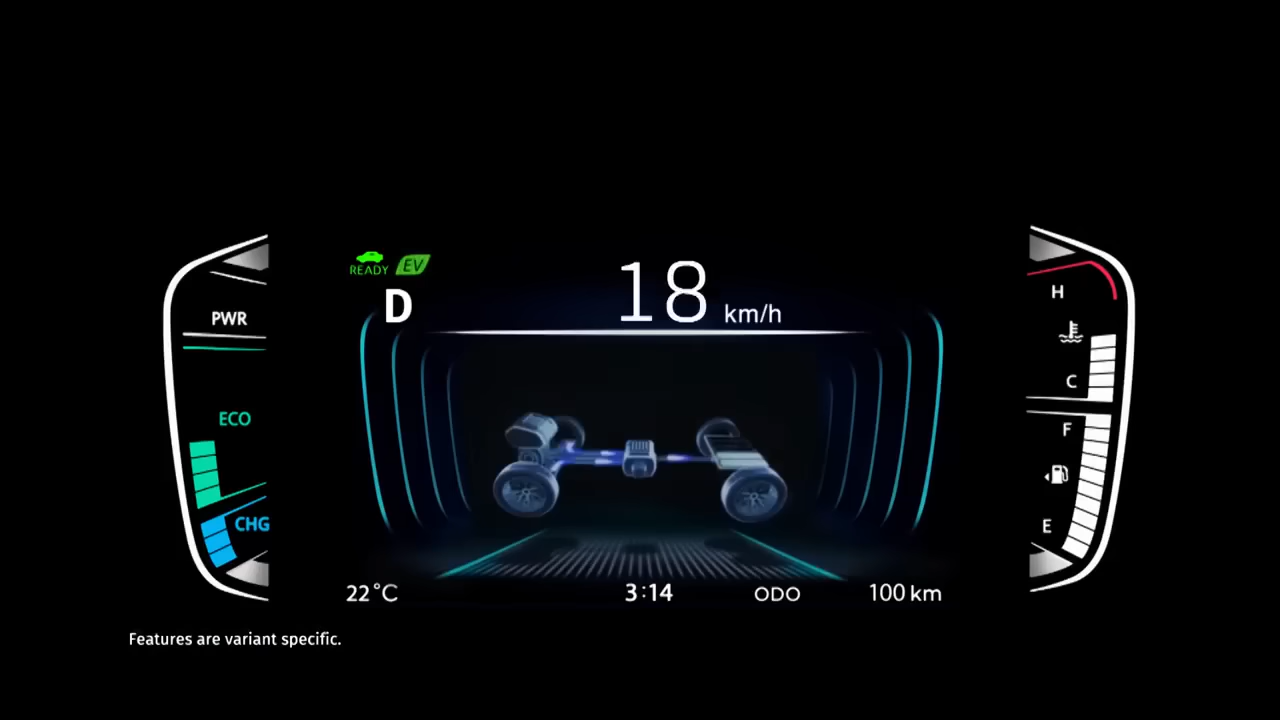 READY EV
D
18 km/h
PWR
ECO
CHG
H
C
F
E
22°C
3:14
ODO
100 km
Features are variant specific.